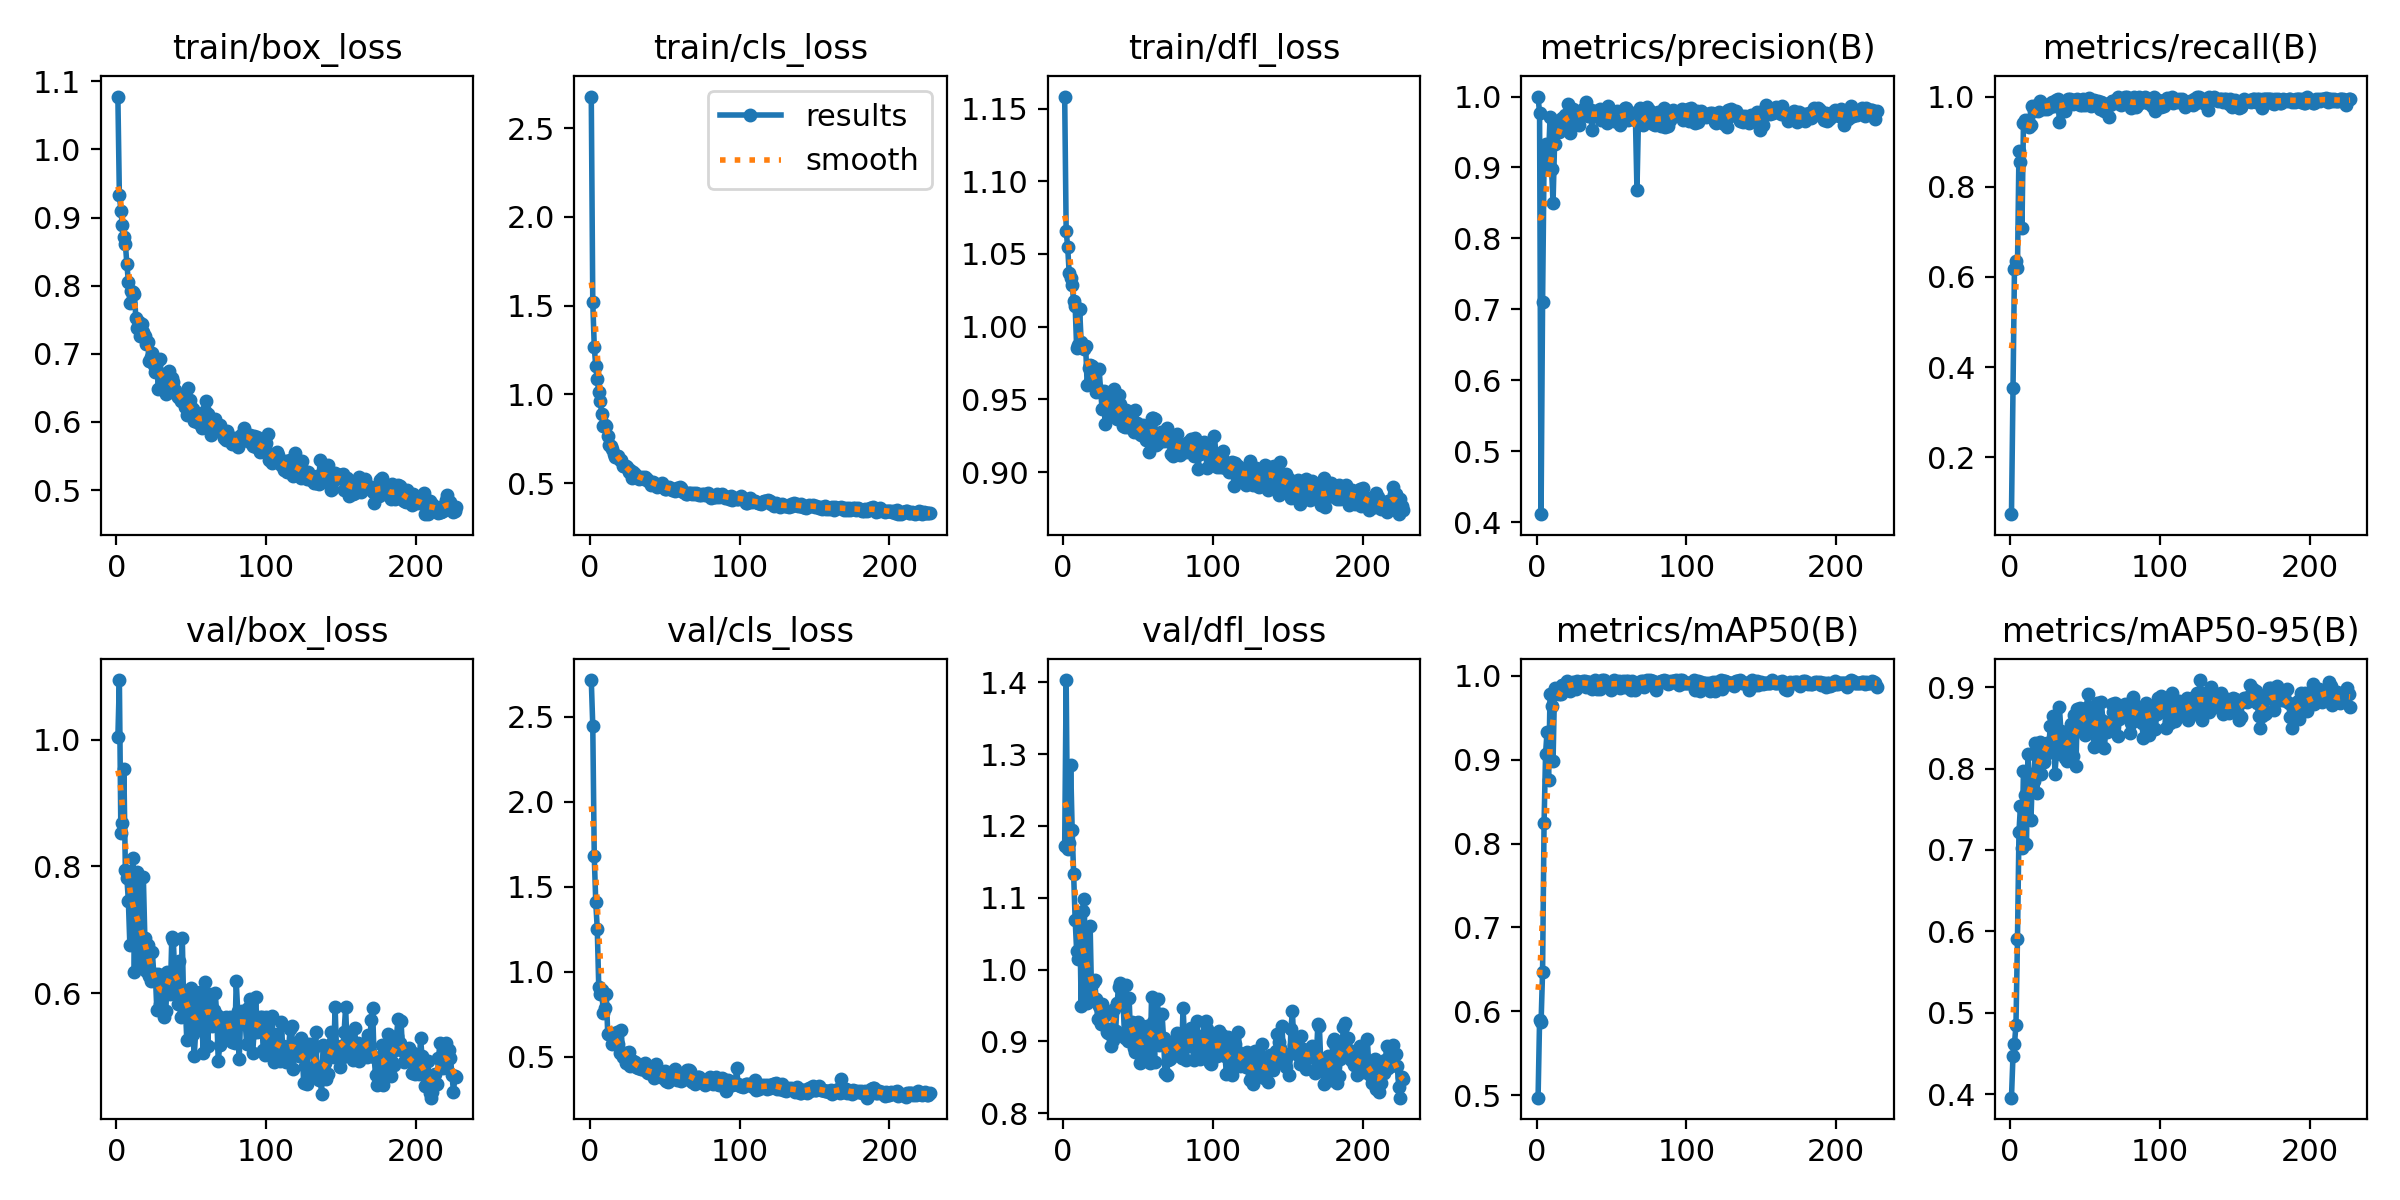 train/box_loss
1.1
1.0
0.9
0.8
0.7
0.6
0.5
0 100 200
train/cls_loss
results
smooth
2.5
2.0
1.5
1.0
0.5
0 100 200
train/dfl_loss
1.15
1.10
1.05
1.00
0.95
0.90
0 100 200
metrics/precision(B)
1.0
0.9
0.8
0.7
0.6
0.5
0.4
0 100 200
metrics/recall(B)
1.0
0.8
0.6
0.4
0.2
0 100 200
val/box_loss
1.0
0.8
0.6
0 100 200
val/cls_loss
2.5
2.0
1.5
1.0
0.5
0 100 200
val/dfl_loss
1.4
1.3
1.2
1.1
1.0
0.9
0.8
0 100 200
metrics/mAP50(B)
1.0
0.9
0.8
0.7
0.6
0.5
0 100 200
metrics/mAP50-95(B)
0.9
0.8
0.7
0.6
0.5
0.4
0 100 200